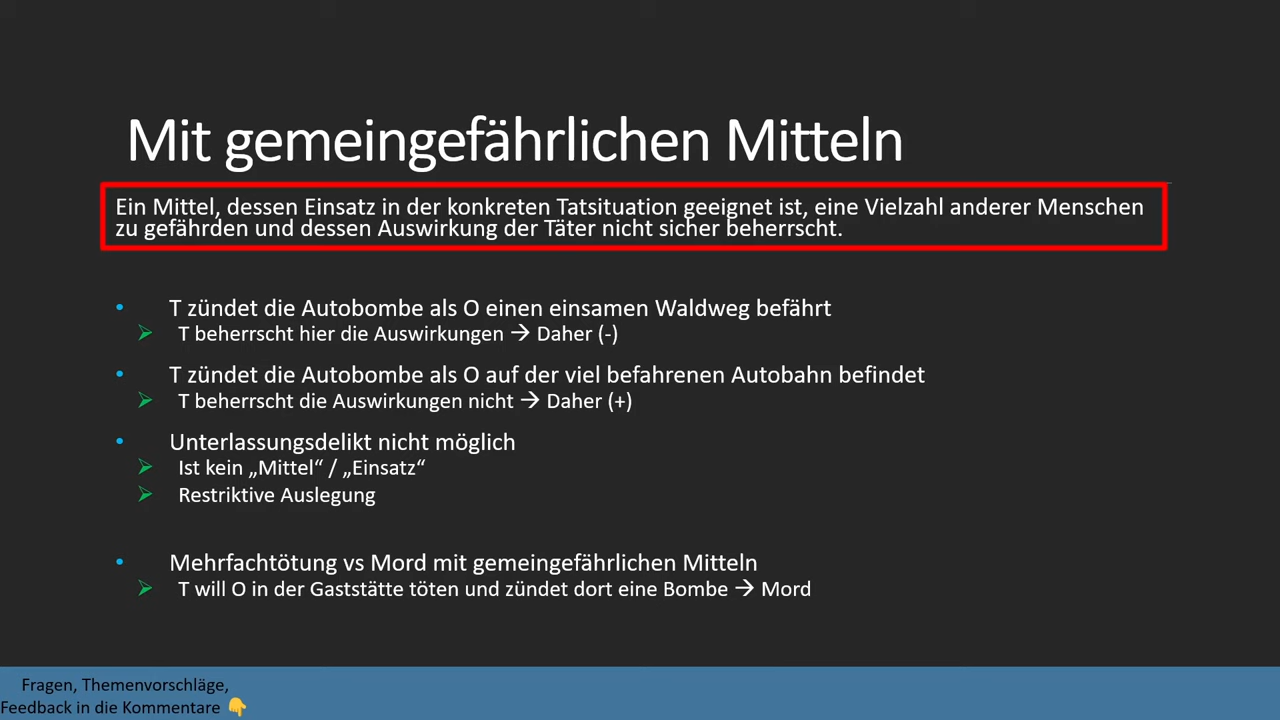 Mit gemeingefährlichen Mitteln
Ein Mittel, dessen Einsatz in der konkreten Tatsituation geeignet ist, eine Vielzahl anderer Menschen
zu gefährden und dessen Auswirkung der Täter nicht sicher beherrscht.
• T zündet die Autobombe als O einen einsamen Waldweg befährt
➢ T beherrscht hier die Auswirkungen → Daher (-)
• T zündet die Autobombe als O auf der viel befahrenen Autobahn befindet
➢ T beherrscht die Auswirkungen nicht → Daher (+)
• Unterlassungsdelikt nicht möglich
➢ Ist kein „Mittel“ / „Einsatz“
➢ Restriktive Auslegung
• Mehrfachtötung vs Mord mit gemeingefährlichen Mitteln
➢ T will O in der Gaststätte töten und zündet dort eine Bombe → Mord
Fragen, Themenvorschläge,
Feedback in die Kommentare 👇